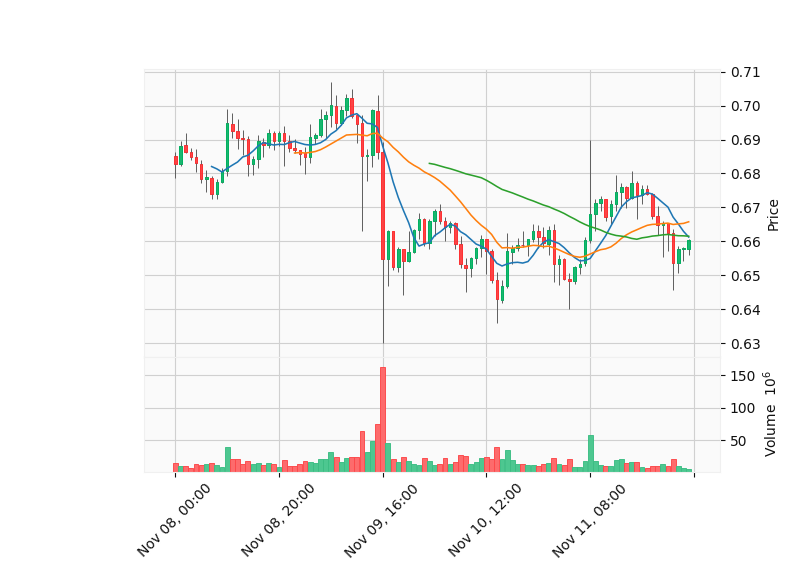 0.71
0.70
0.69
0.68
0.67
0.66
0.65
0.64
0.63
Price
150
100
50
Volume 10^6
Nov 08, 00:00
Nov 08, 20:00
Nov 09, 16:00
Nov 10, 12:00
Nov 11, 08:00